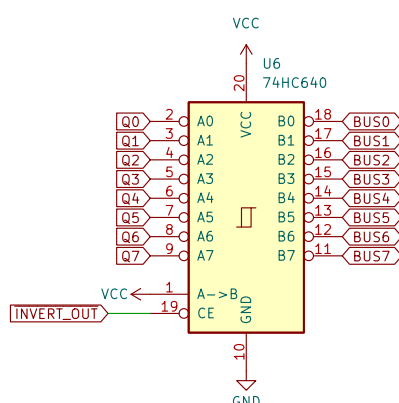 VCC
U6
74HC640
20
VCC
Q0 2 A0 B0 18 BUS0
Q1 3 A1 B1 17 BUS1
Q2 4 A2 B2 16 BUS2
Q3 5 A3 B3 15 BUS3
Q4 6 A4 B4 14 BUS4
Q5 7 A5 B5 13 BUS5
Q6 8 A6 B6 12 BUS6
Q7 9 A7 B7 11 BUS7
VCC 1 A->B
INVERT_OUT 19 CE
GND
10
GND